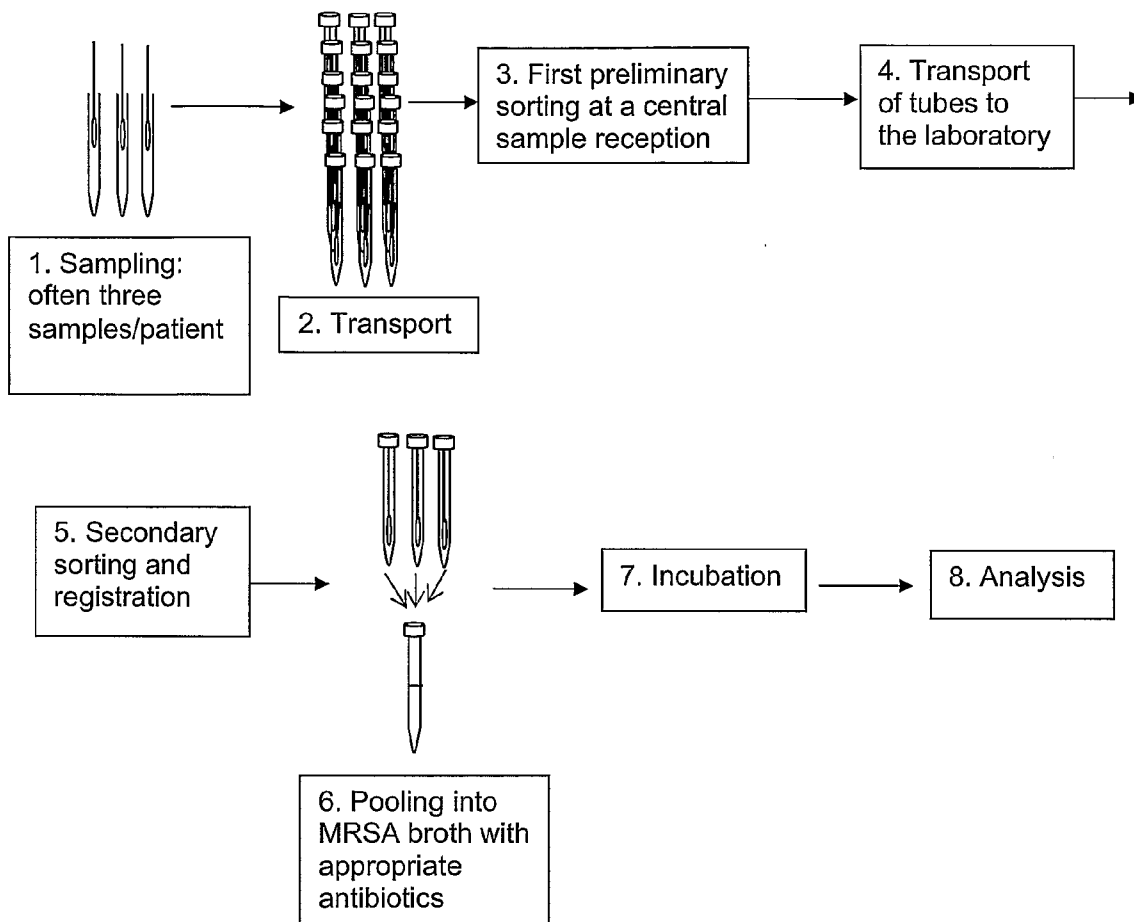 1. Sampling:
often three
samples/patient
2. Transport
3. First preliminary
sorting at a central
sample reception
4. Transport
of tubes to
the laboratory
5. Secondary
sorting and
registration
6. Pooling into
MRSA broth with
appropriate
antibiotics
7. Incubation
8. Analysis